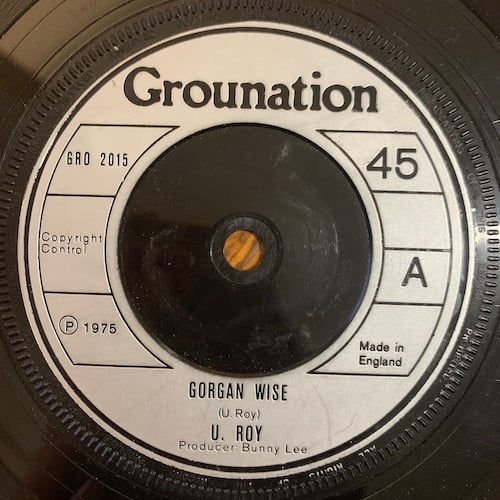 Grounation
GRO 2015
45
Copyright
Control
A
℗ 1975
Made in
England
GORGAN WISE
(U. Roy)
U. ROY
Producer: Bunny Lee